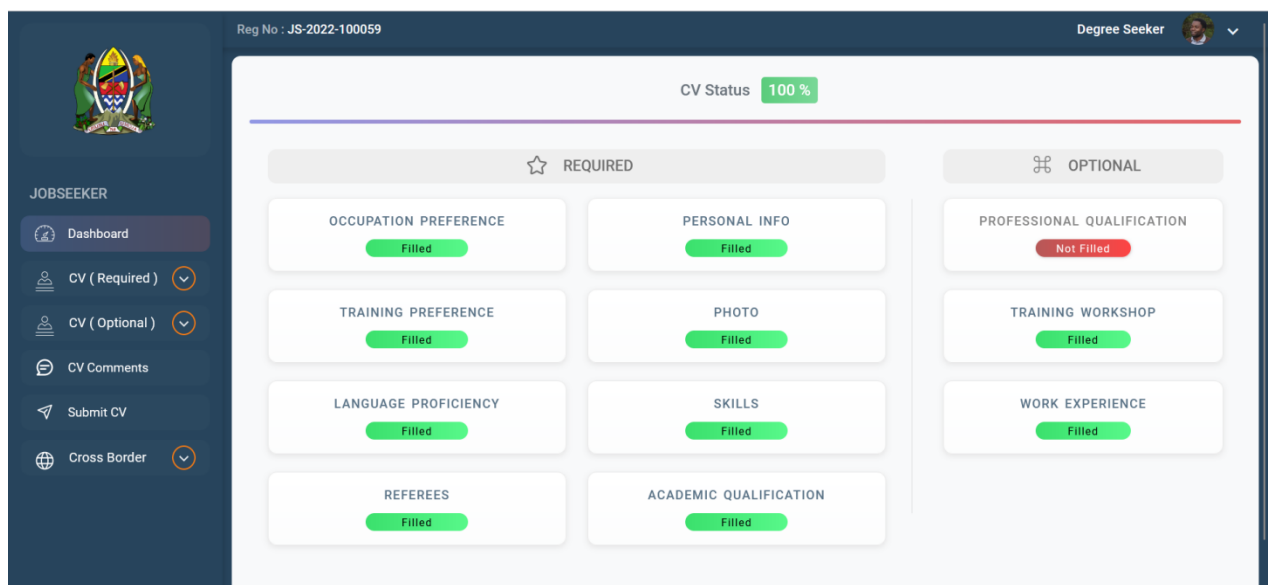 Reg No : JS-2022-100059
Degree Seeker
CV Status 100 %
JOBSEEKER
Dashboard
CV ( Required )
CV ( Optional )
CV Comments
Submit CV
Cross Border
REQUIRED
OCCUPATION PREFERENCE
Filled
PERSONAL INFO
Filled
TRAINING PREFERENCE
Filled
PHOTO
Filled
LANGUAGE PROFICIENCY
Filled
SKILLS
Filled
REFEREES
Filled
ACADEMIC QUALIFICATION
Filled
OPTIONAL
PROFESSIONAL QUALIFICATION
Not Filled
TRAINING WORKSHOP
Filled
WORK EXPERIENCE
Filled